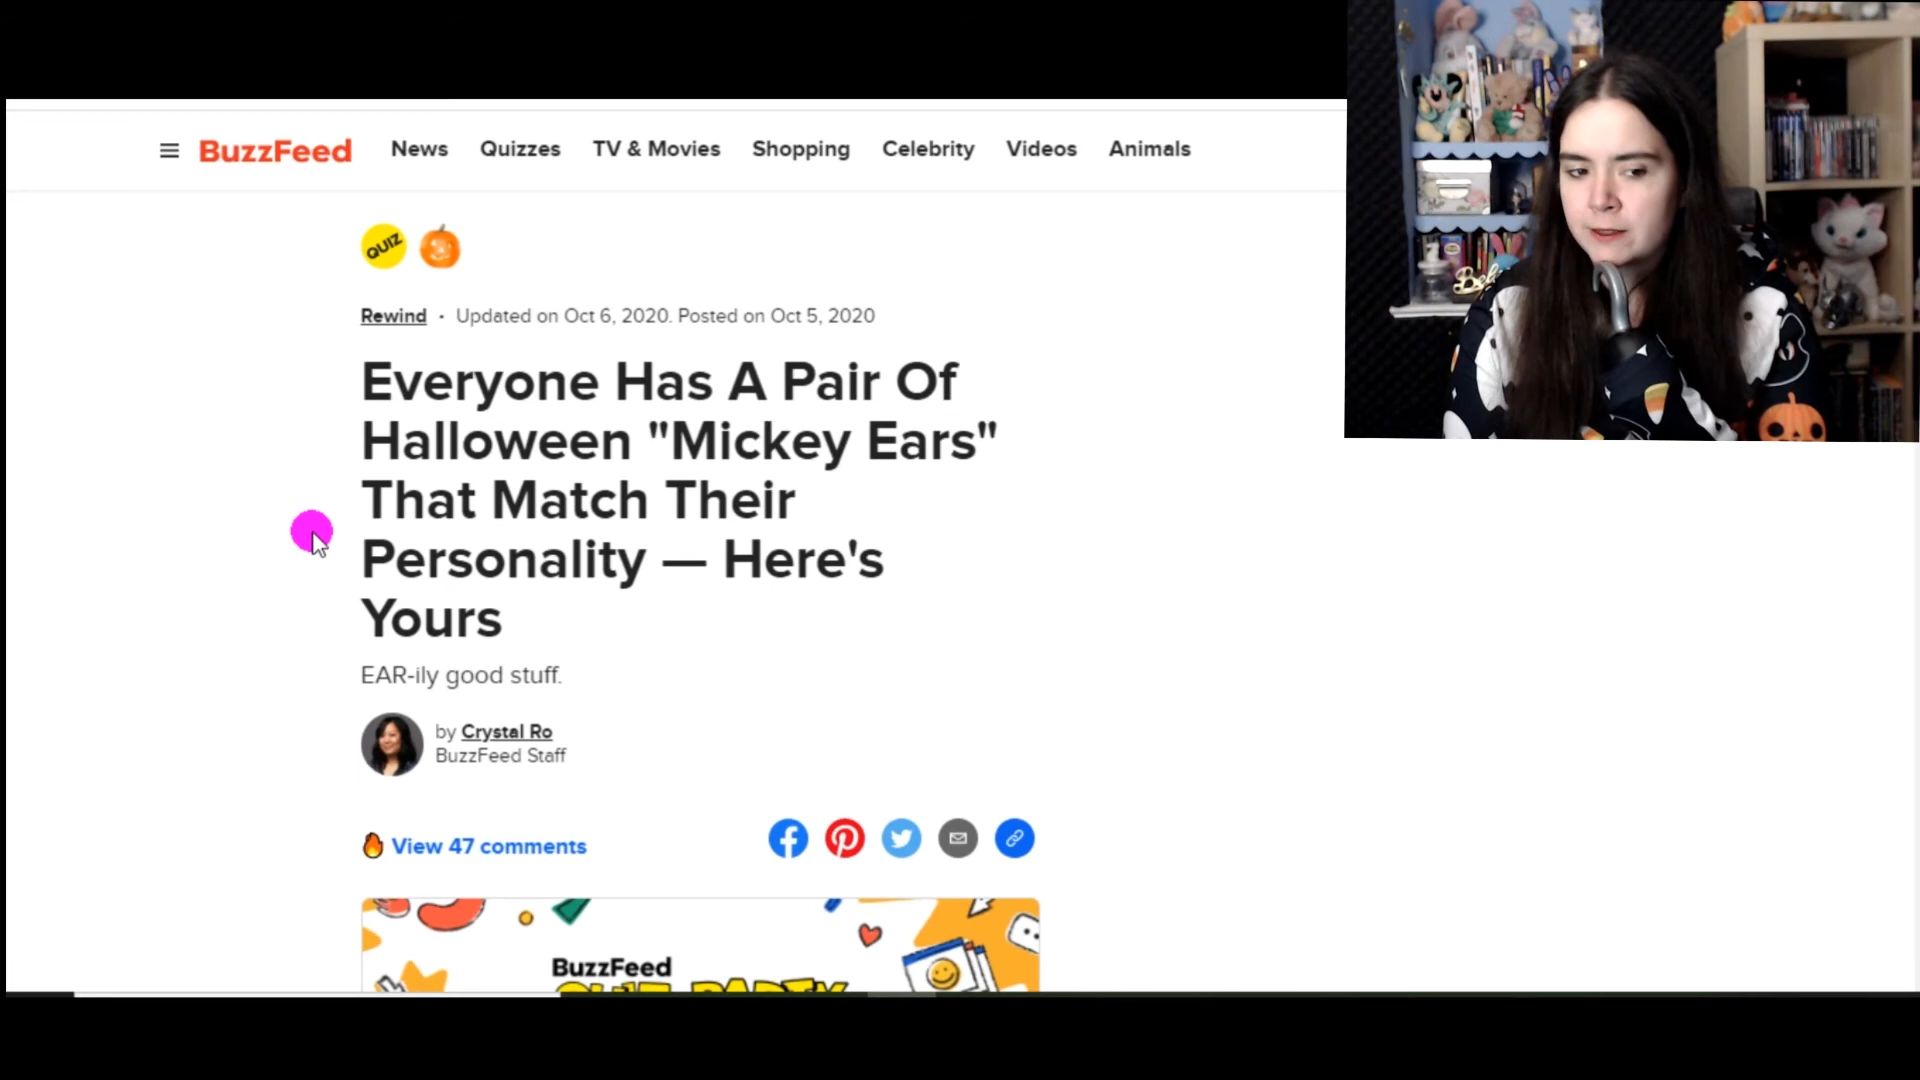 BuzzFeed News Quizzes TV & Movies Shopping Celebrity Videos Animals
QUIZ
Rewind · Updated on Oct 6, 2020. Posted on Oct 5, 2020
Everyone Has A Pair Of
Halloween "Mickey Ears"
That Match Their
Personality — Here's
Yours
EAR-ily good stuff.
by Crystal Ro
BuzzFeed Staff
View 47 comments
BuzzFeed
QUIZ PARTY